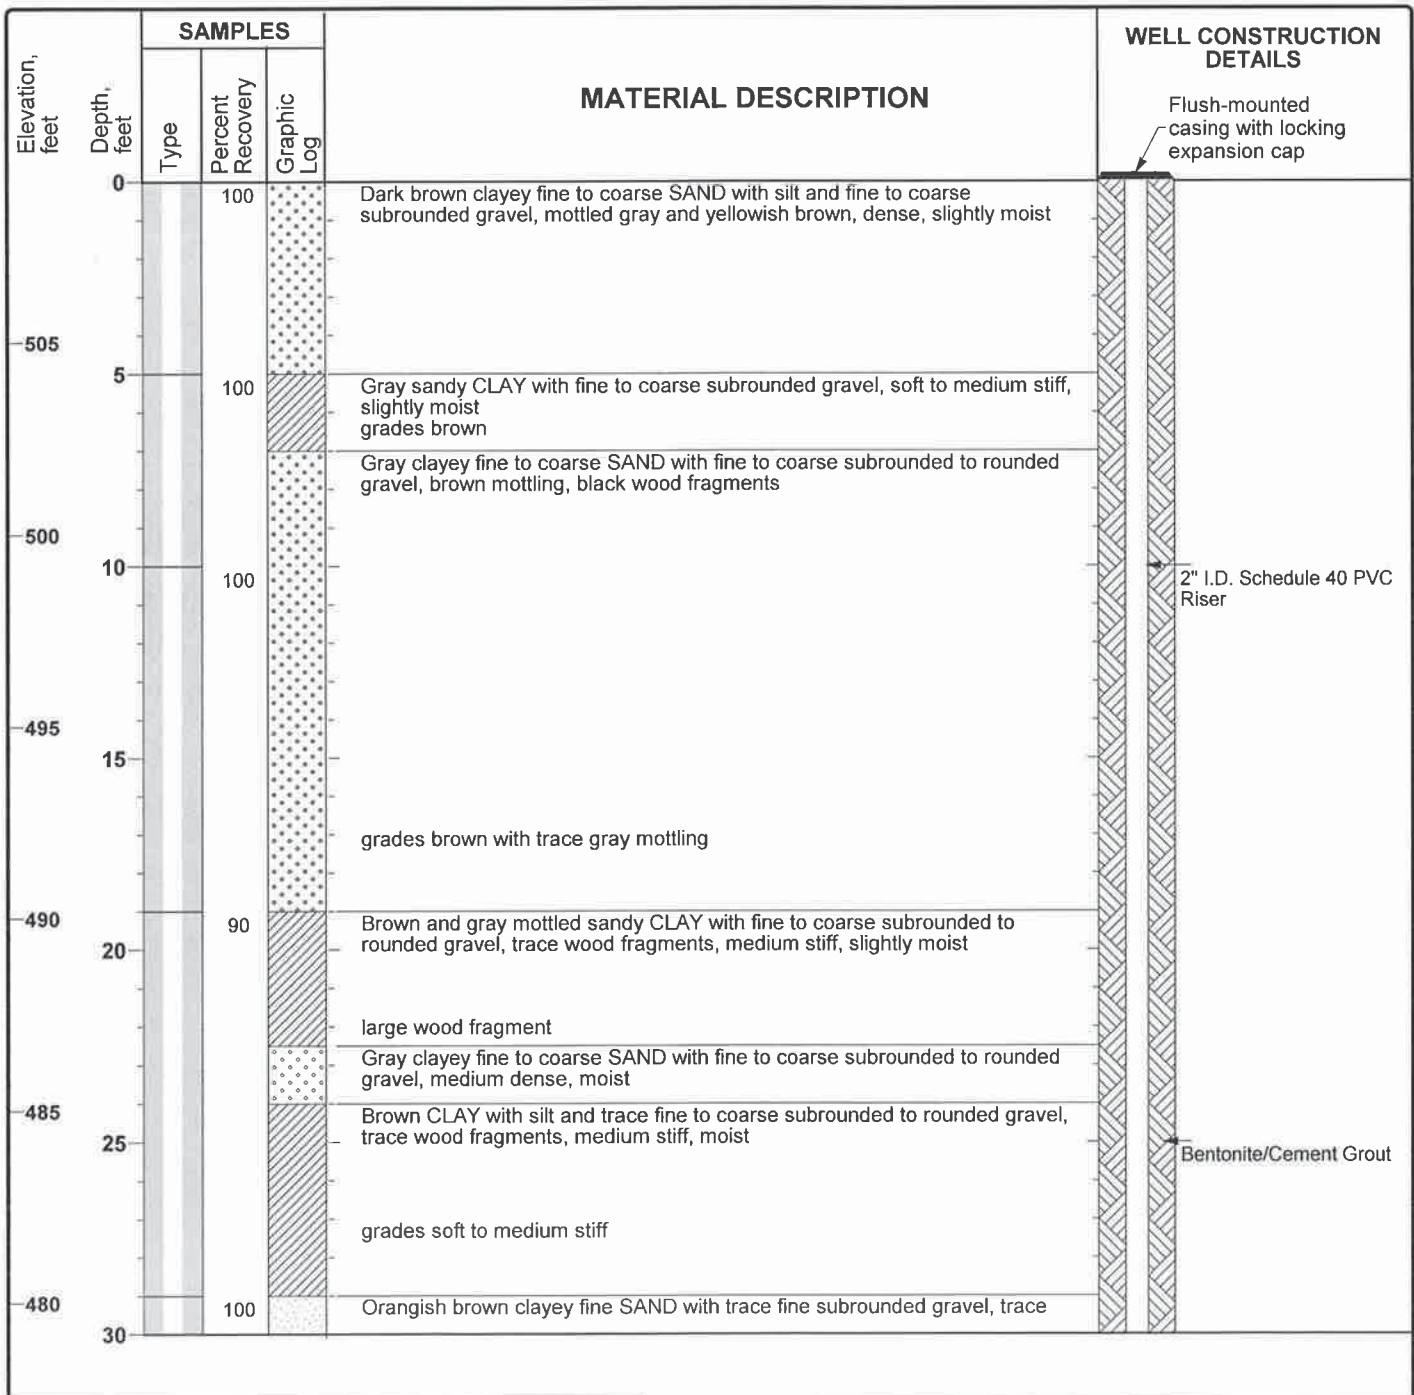 SAMPLES
Elevation,
feet
Depth,
feet
Type
Percent
Recovery
Graphic
Log
MATERIAL DESCRIPTION
WELL CONSTRUCTION
DETAILS
Flush-mounted
casing with locking
expansion cap
0
100
Dark brown clayey fine to coarse SAND with silt and fine to coarse
subrounded gravel, mottled gray and yellowish brown, dense, slightly moist
505
5
100
Gray sandy CLAY with fine to coarse subrounded gravel, soft to medium stiff,
slightly moist
grades brown
Gray clayey fine to coarse SAND with fine to coarse subrounded to rounded
gravel, brown mottling, black wood fragments
500
10
100
2" I.D. Schedule 40 PVC
Riser
495
15
grades brown with trace gray mottling
490
90
Brown and gray mottled sandy CLAY with fine to coarse subrounded to
rounded gravel, trace wood fragments, medium stiff, slightly moist
20
large wood fragment
Gray clayey fine to coarse SAND with fine to coarse subrounded to rounded
gravel, medium dense, moist
485
Brown CLAY with silt and trace fine to coarse subrounded to rounded gravel,
trace wood fragments, medium stiff, moist
25
Bentonite/Cement Grout
grades soft to medium stiff
480
100
Orangish brown clayey fine SAND with trace fine subrounded gravel, trace
30